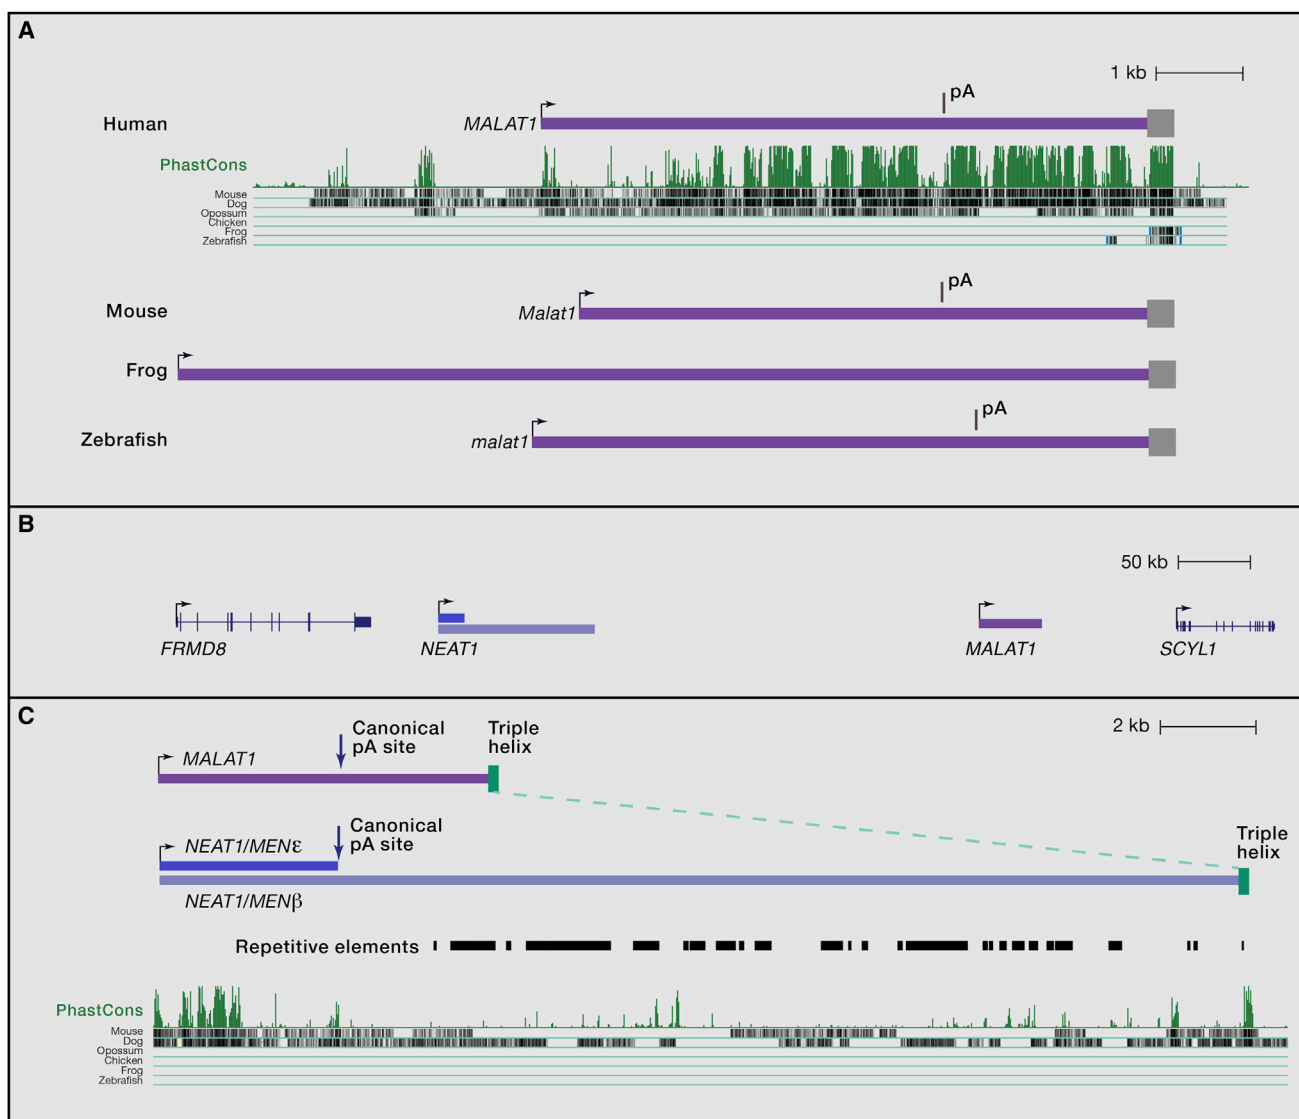 A
1 kb
pA
Human
MALAT1
PhastCons
Mouse
Dog
Opossum
Chicken
Frog
Zebrafish
pA
Mouse
Malat1
Frog
pA
Zebrafish
malat1
B
50 kb
FRMD8
NEAT1
MALAT1
SCYL1
C
Canonical
pA site
Triple
helix
2 kb
MALAT1
Canonical
pA site
Triple
helix
NEAT1/MENε
NEAT1/MENβ
Repetitive elements
PhastCons
Mouse
Dog
Opossum
Chicken
Frog
Zebrafish